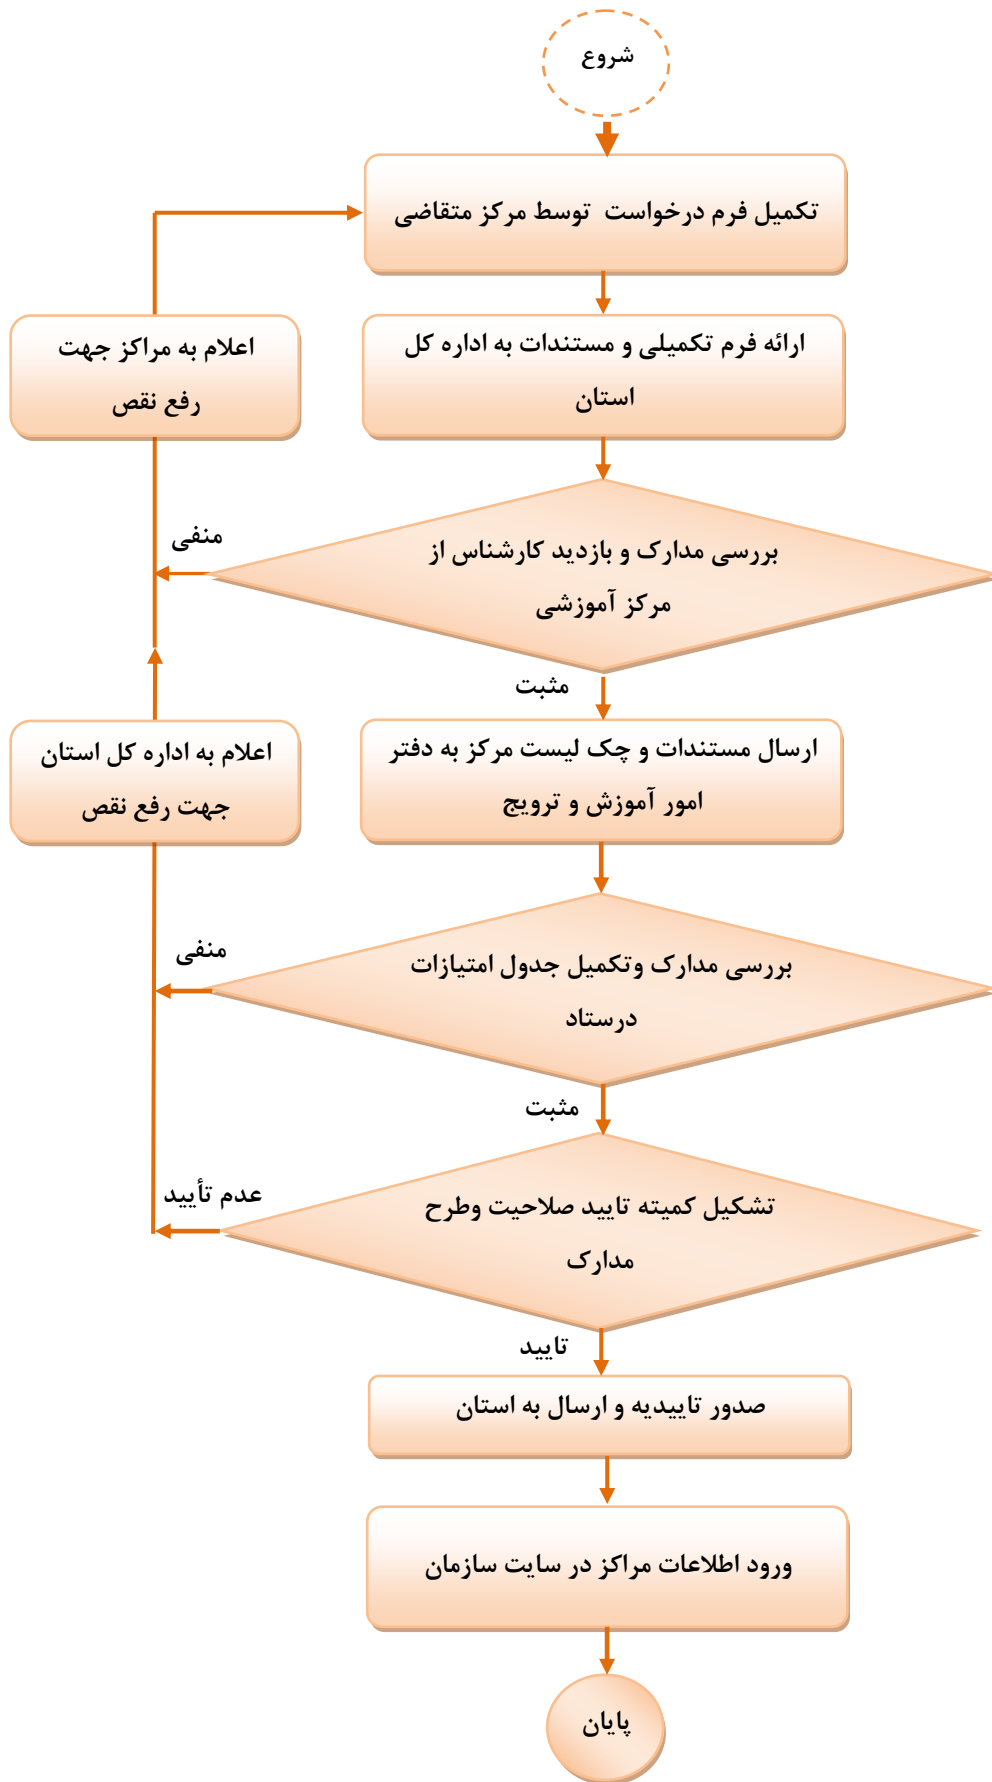 شروع
تکمیل فرم درخواست توسط مرکز متقاضی
ارائه فرم تکمیلی و مستندات به اداره کل
استان
اعلام به مراکز جهت
رفع نقص
بررسی مدارک و بازدید کارشناس از
مرکز آموزشی
منفی
مثبت
ارسال مستندات و چک لیست مرکز به دفتر
امور آموزش و ترویج
اعلام به اداره کل استان
جهت رفع نقص
بررسی مدارک وتکمیل جدول امتیازات
درستاد
منفی
مثبت
تشکیل کمیته تایید صلاحیت وطرح
مدارک
عدم تأیید
تایید
صدور تاییدیه و ارسال به استان
ورود اطلاعات مراکز در سایت سازمان
پایان